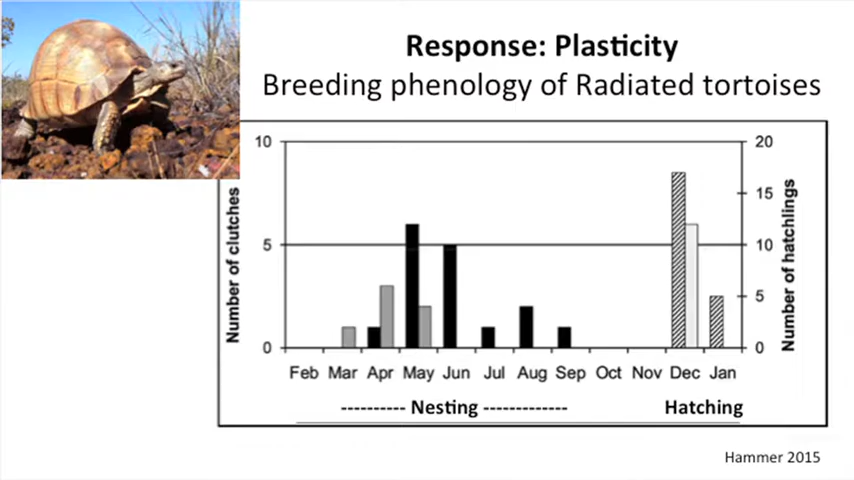 Response: Plasticity
Breeding phenology of Radiated tortoises
10
5
0
Number of clutches
20
15
10
5
0
Number of hatchlings
Feb Mar Apr May Jun Jul Aug Sep Oct Nov Dec Jan
---------- Nesting ------------- Hatching
Hammer 2015